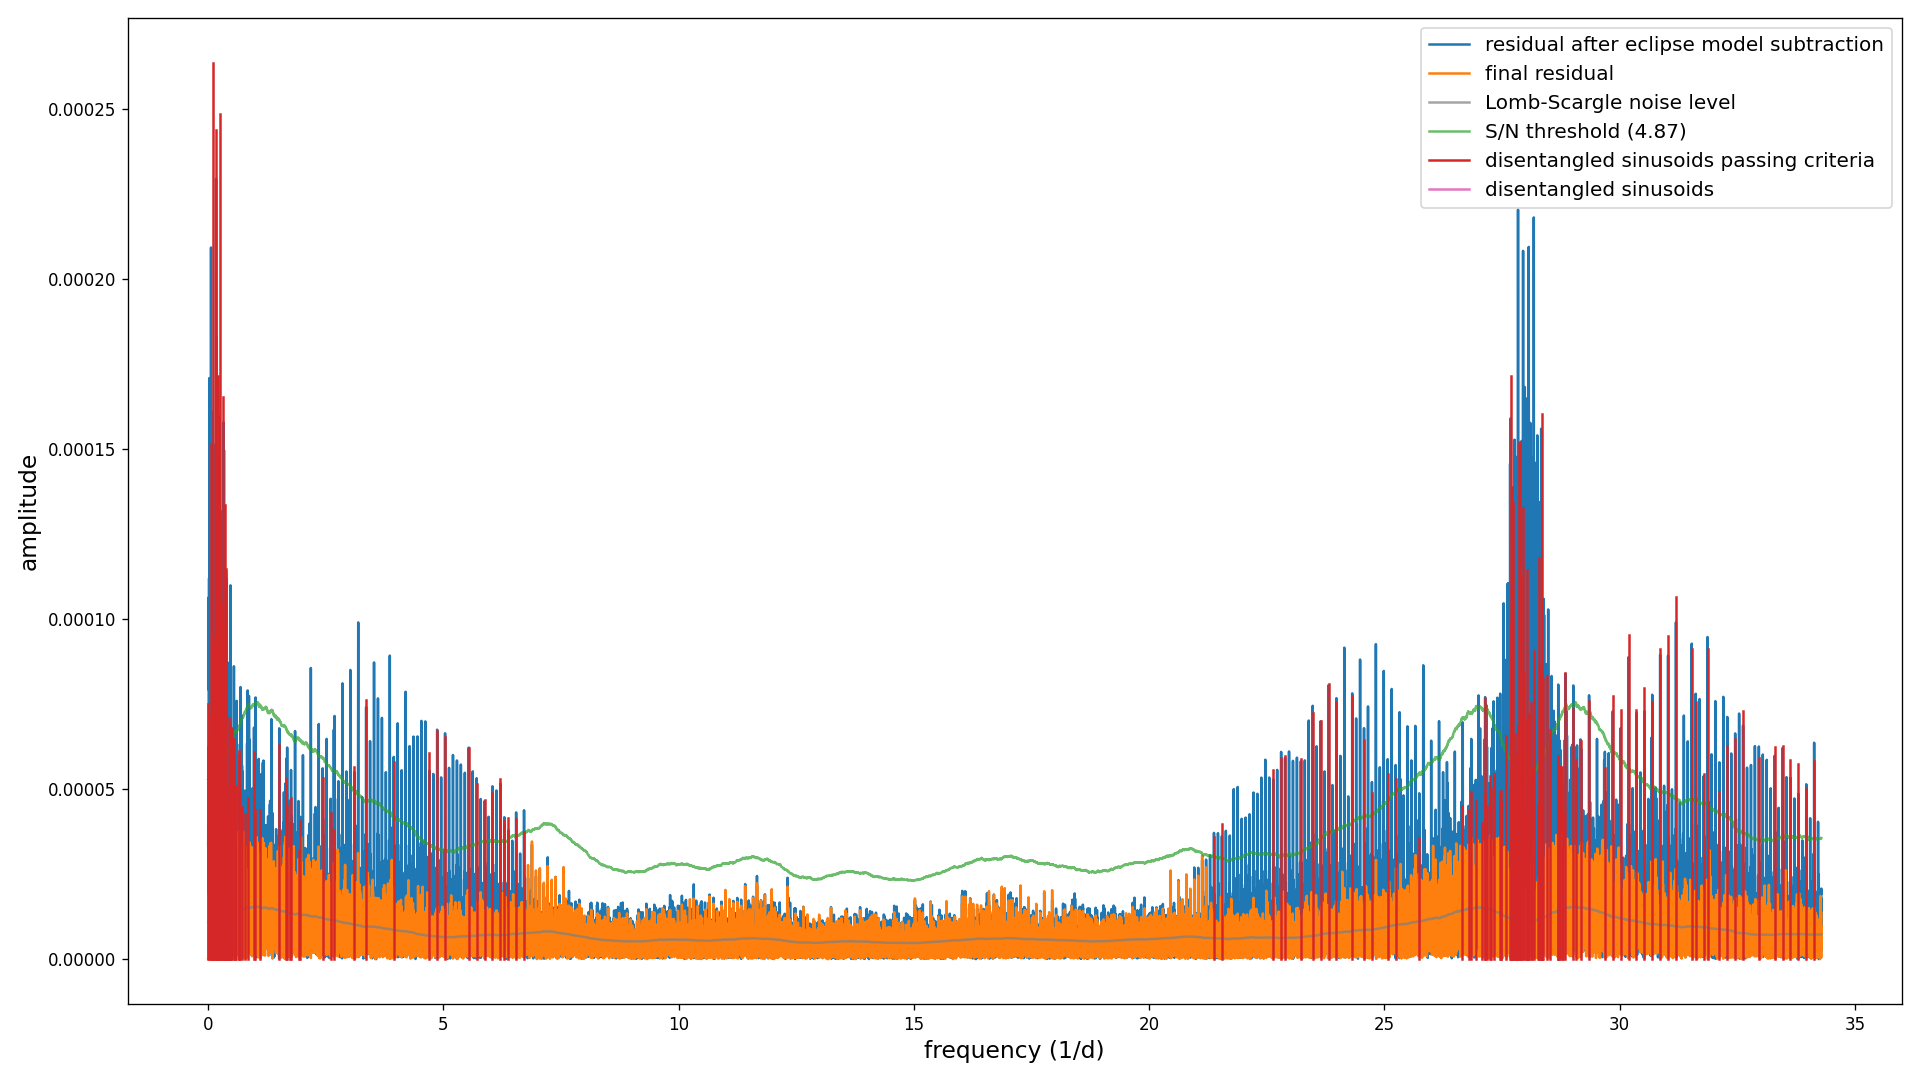 residual after eclipse model subtraction
final residual
Lomb-Scargle noise level
S/N threshold (4.87)
disentangled sinusoids passing criteria
disentangled sinusoids
0.00025
0.00020
0.00015
0.00010
0.00005
0.00000
amplitude
0 5 10 15 20 25 30 35
frequency (1/d)